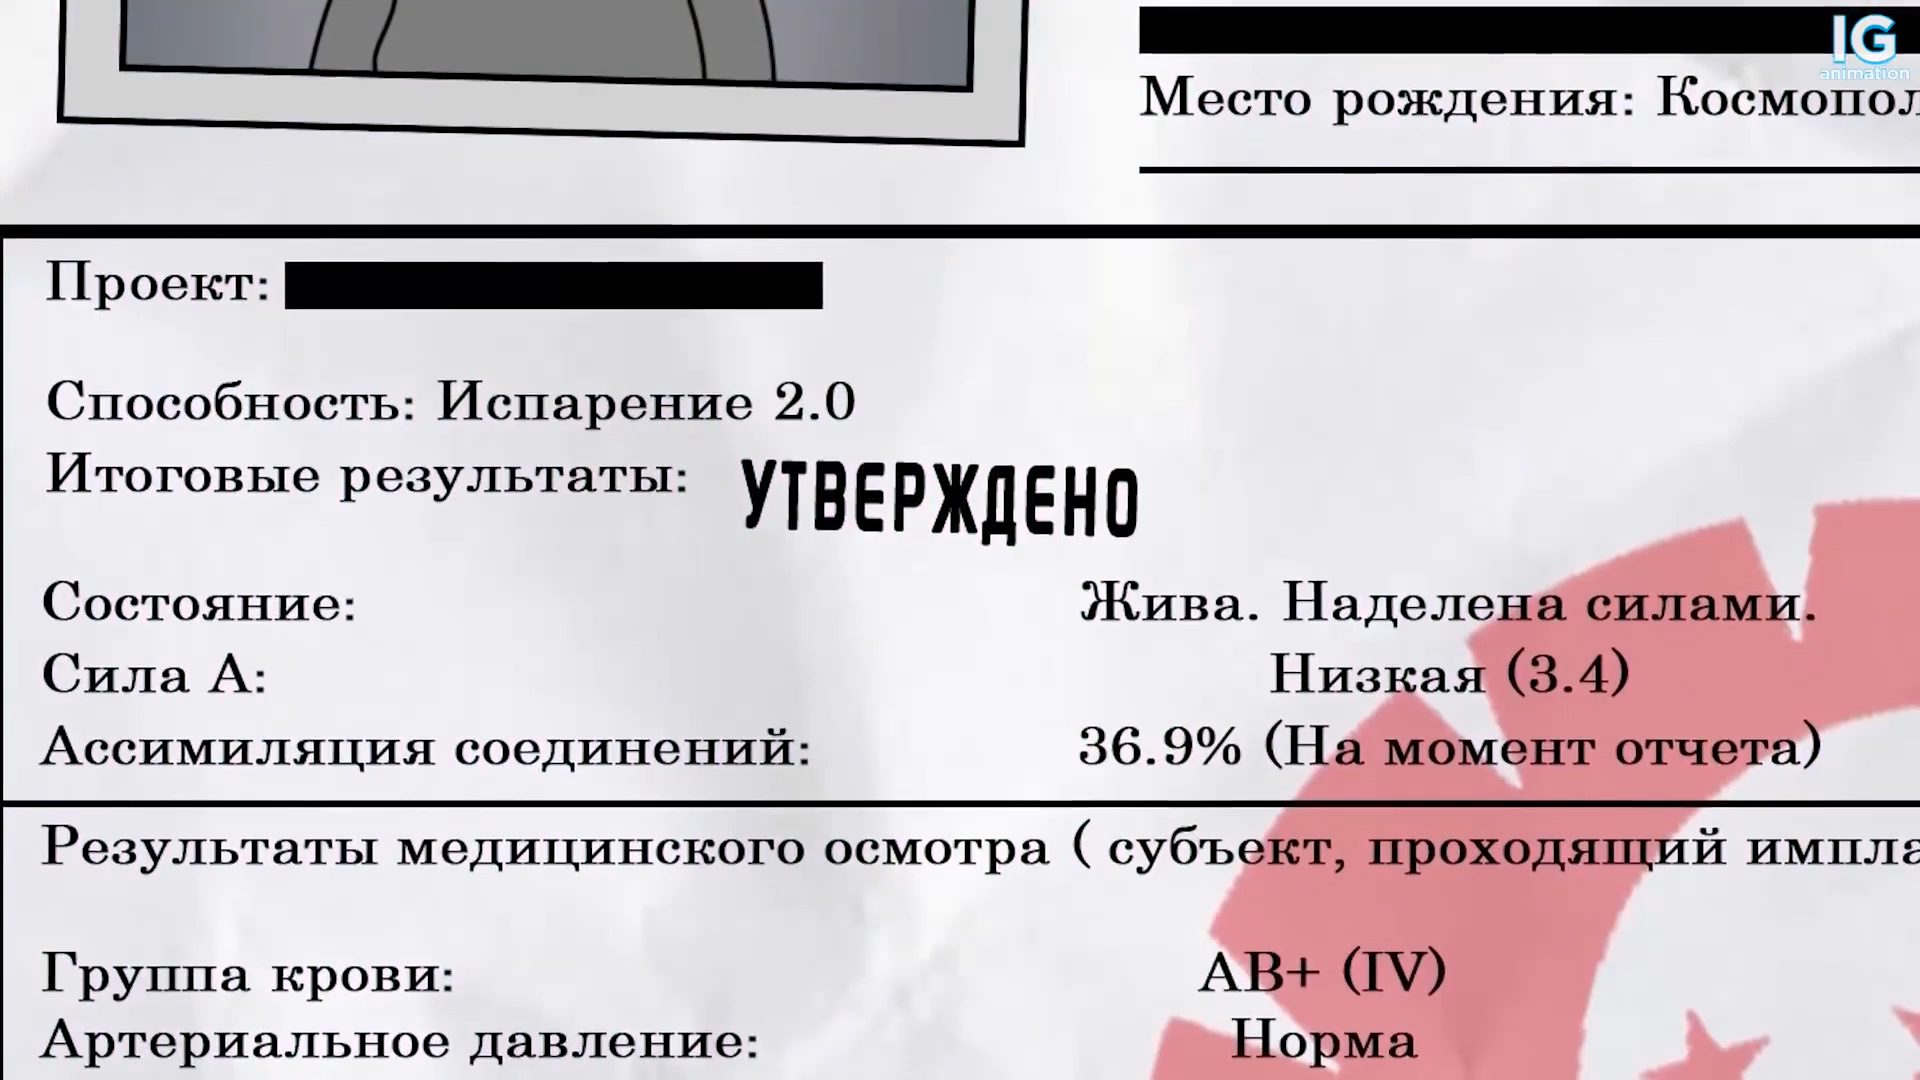 IG
animation
Место рождения: Космопол
Проект:
Способность: Испарение 2.0
Итоговые результаты: УТВЕРЖДЕНО
Состояние: Жива. Наделена силами.
Сила А: Низкая (3.4)
Ассимиляция соединений: 36.9% (На момент отчета)
Результаты медицинского осмотра ( субъект, проходящий импла
Группа крови: AB+ (IV)
Артериальное давление: Норма